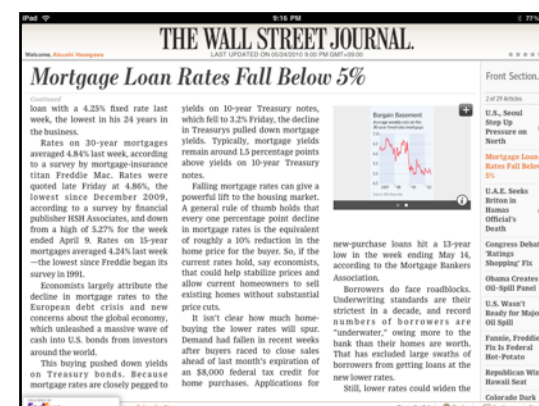 iPad
9:16 PM
77%
THE WALL STREET JOURNAL.
Welcome, Atsushi Hasegawa
LAST UPDATED ON 05/24/2010 9:00 PM GMT+09:00
Mortgage Loan Rates Fall Below 5%
Continued
loan with a 4.25% fixed rate last
week, the lowest in his 24 years in
the business.
Rates on 30-year mortgages
averaged 4.84% last week, according
to a survey by mortgage-insurance
titan Freddie Mac. Rates were
quoted late Friday at 4.86%, the
lowest since December 2009,
according to a survey by financial
publisher HSH Associates, and down
from a high of 5.27% for the week
ended April 9. Rates on 15-year
mortgages averaged 4.24% last week
—the lowest since Freddie began its
survey in 1991.
Economists largely attribute the
decline in mortgage rates to the
European debt crisis and new
concerns about the global economy,
which unleashed a massive wave of
cash into U.S. bonds from investors
around the world.
This buying pushed down yields
on Treasury bonds. Because
mortgage rates are closely pegged to
yields on 10-year Treasury notes,
which fell to 3.2% Friday, the decline
in Treasurys pulled down mortgage
yields. Typically, mortgage yields
remain around 1.5 percentage points
above yields on 10-year Treasury
notes.
Falling mortgage rates can give a
powerful lift to the housing market.
A general rule of thumb holds that
every one percentage point decline
in mortgage rates is the equivalent
of roughly a 10% reduction in the
home price for the buyer. So, if the
current rates hold, say economists,
that could help stabilize prices and
allow current homeowners to sell
existing homes without substantial
price cuts.
It isn't clear how much home-
buying the lower rates will spur.
Demand had fallen in recent weeks
after buyers raced to close sales
ahead of last month's expiration of
an $8,000 federal tax credit for
home purchases. Applications for
Bargain Basement
new-purchase loans hit a 13-year
low in the week ending May 14,
according to the Mortgage Bankers
Association.
Borrowers do face roadblocks.
Underwriting standards are their
strictest in a decade, and record
numbers of borrowers are
"underwater," owing more to the
bank than their homes are worth.
That has excluded large swaths of
borrowers from getting loans at the
new lower rates.
Still, lower rates could widen the
Front Section.
2 of 29 Articles
U.S., Seoul
Step Up
Pressure on
North
Mortgage Loan
Rates Fall Below
5%
U.A.E. Seeks
Briton in
Hamas
Official's
Death
Congress Debat
'Ratings
Shopping' Fix
Obama Creates
Oil-Spill Panel
U.S. Wasn't
Ready for Majo
Oil Spill
Fannie, Freddie
Fix Is Federal
Hot-Potato
Republican Win
Hawaii Seat
Colorado Dark